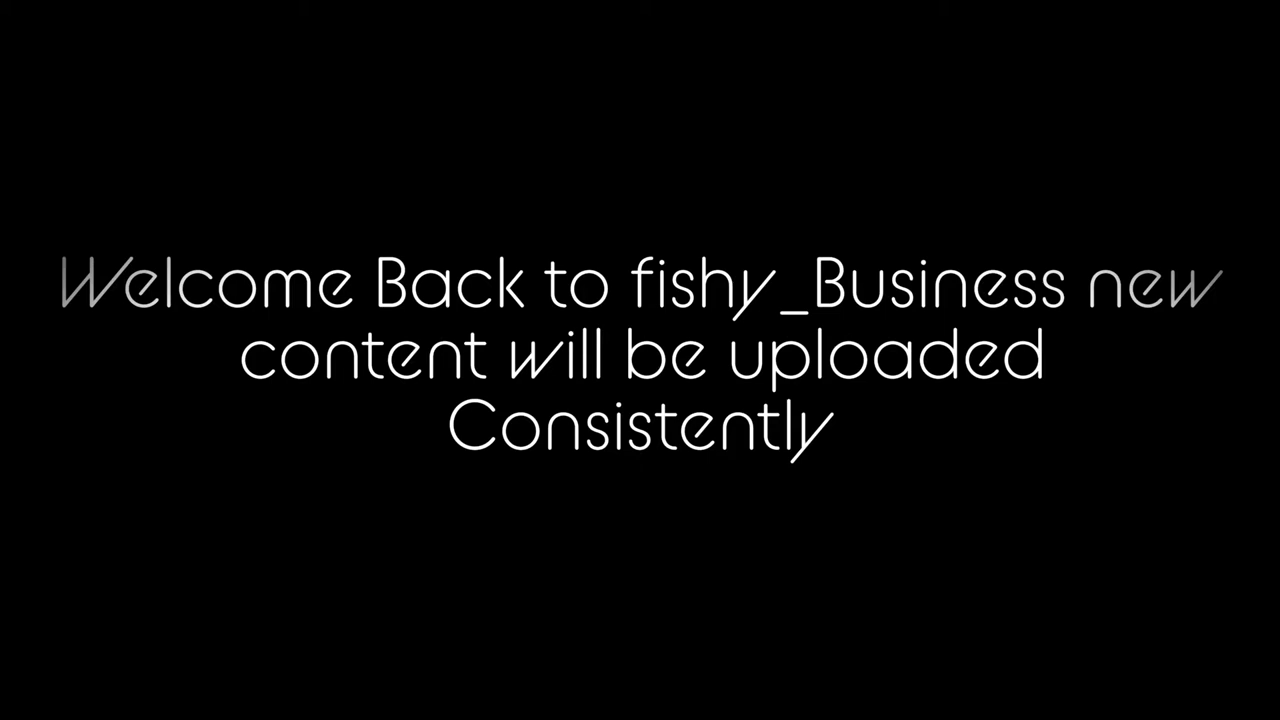 Welcome Back to fishy_Business new
content will be uploaded
Consistently